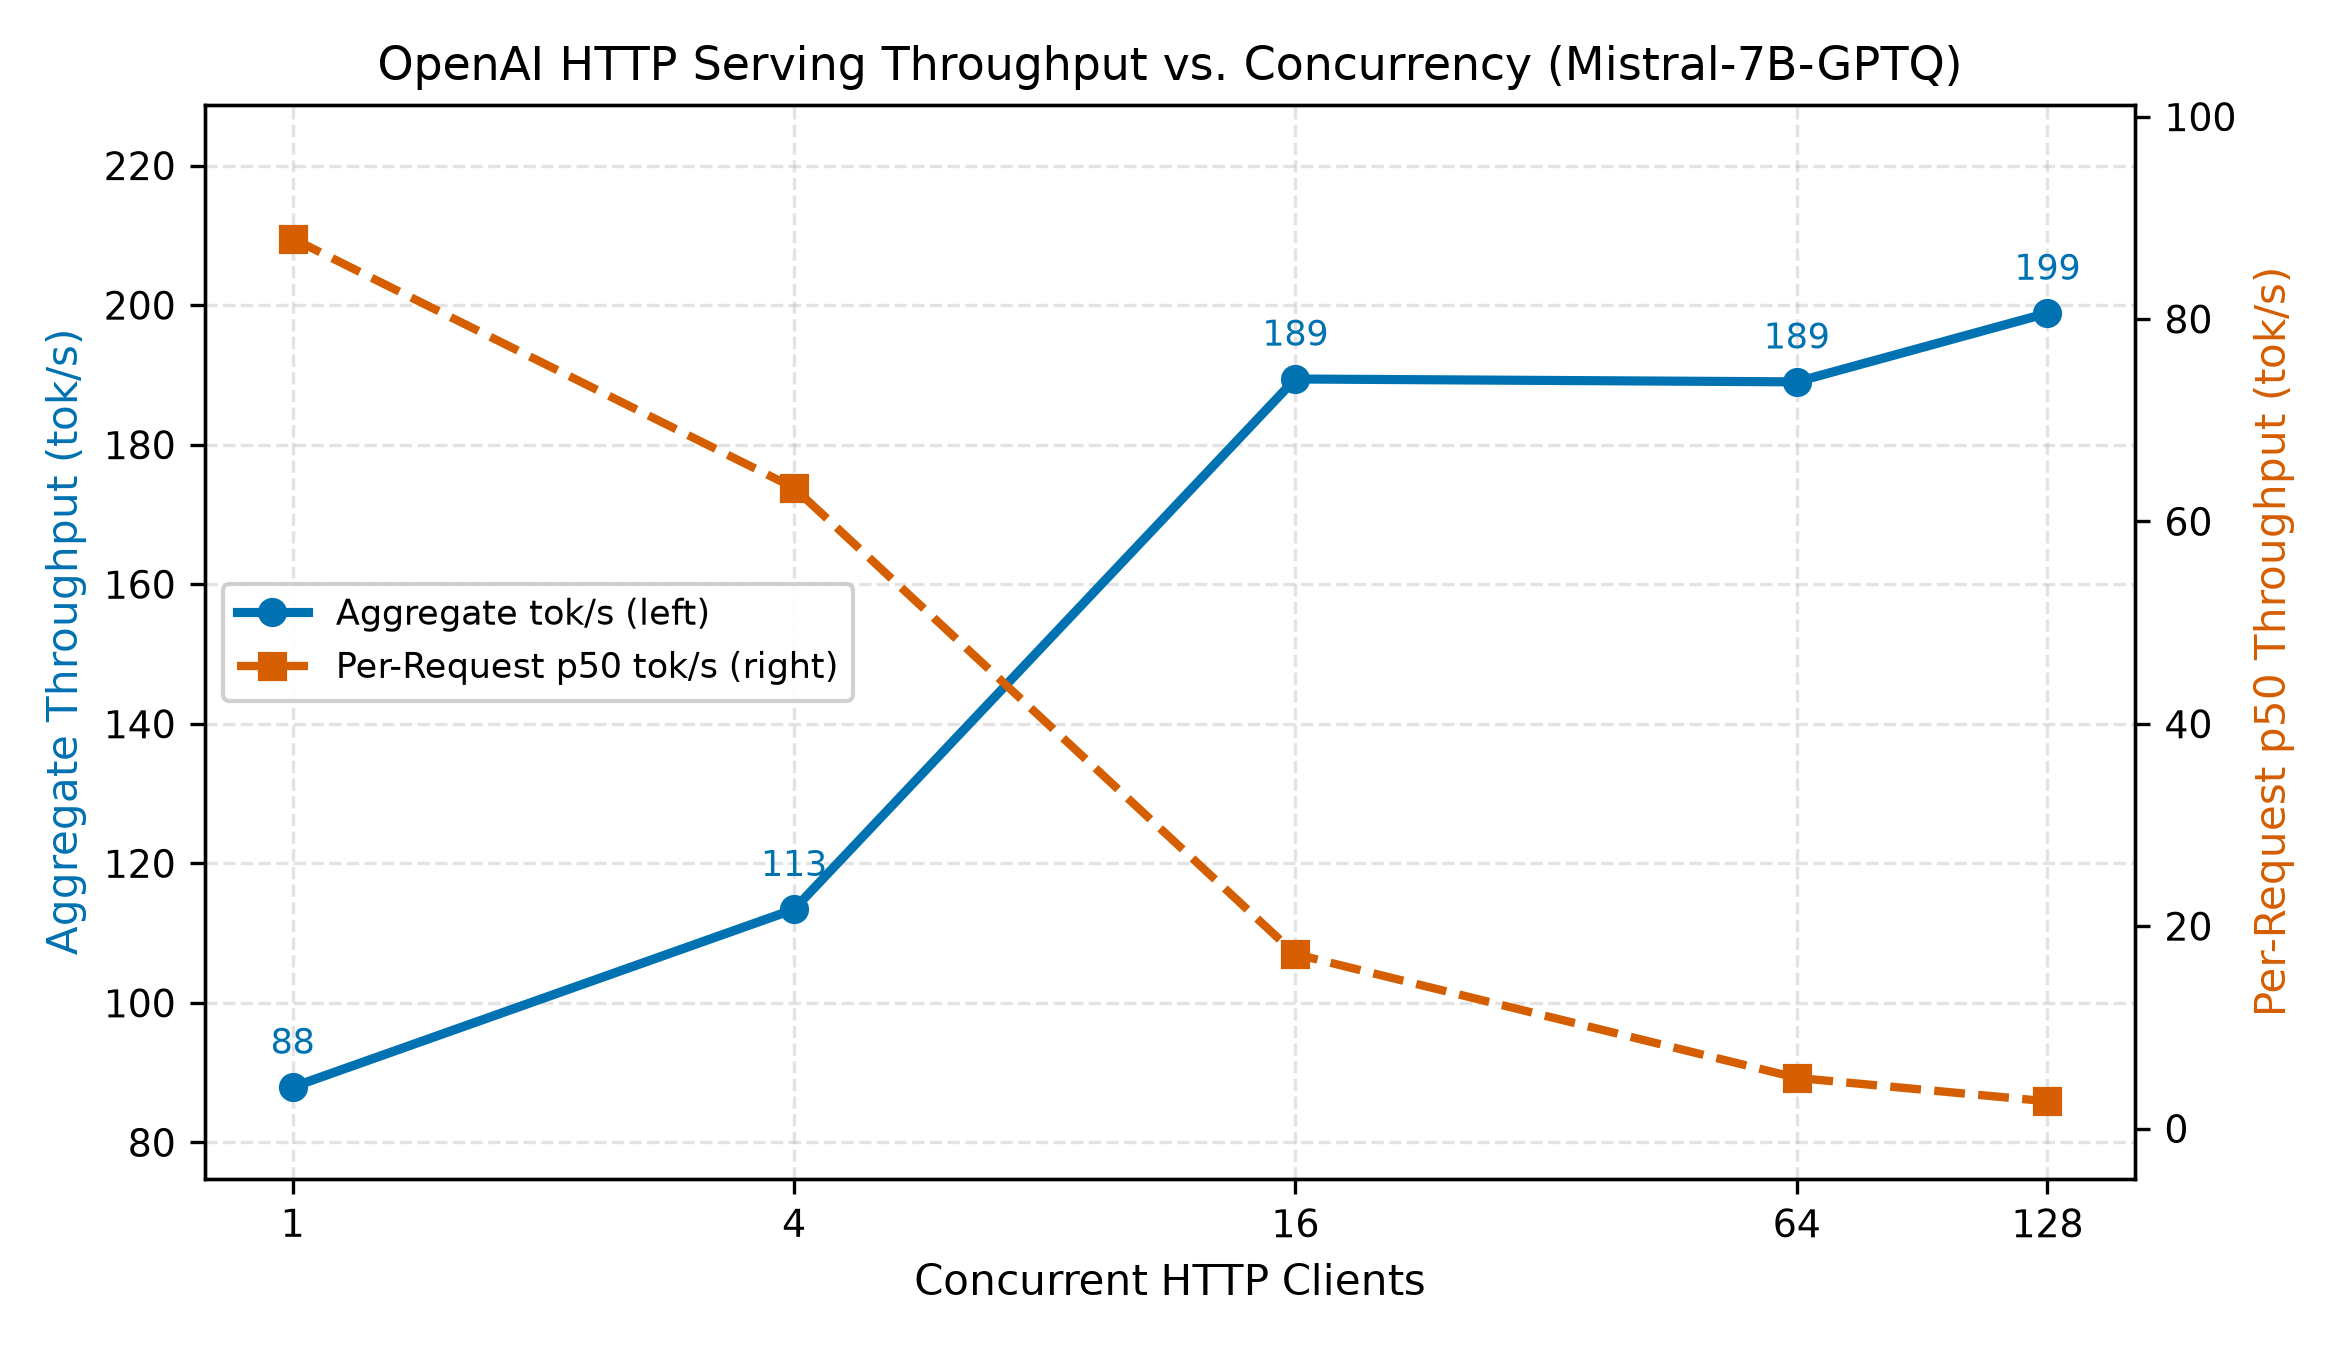 OpenAI HTTP Serving Throughput vs. Concurrency (Mistral-7B-GPTQ)
Aggregate Throughput (tok/s)
220
200
180
160
140
120
100
80
88
113
189
189
199
Aggregate tok/s (left)
Per-Request p50 tok/s (right)
100
80
60
40
20
0
Per-Request p50 Throughput (tok/s)
1 4 16 64 128
Concurrent HTTP Clients